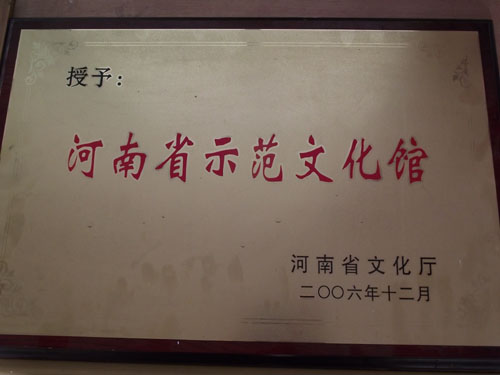 授予：
河南省示范文化馆
河南省文化厅
二〇〇六年十二月